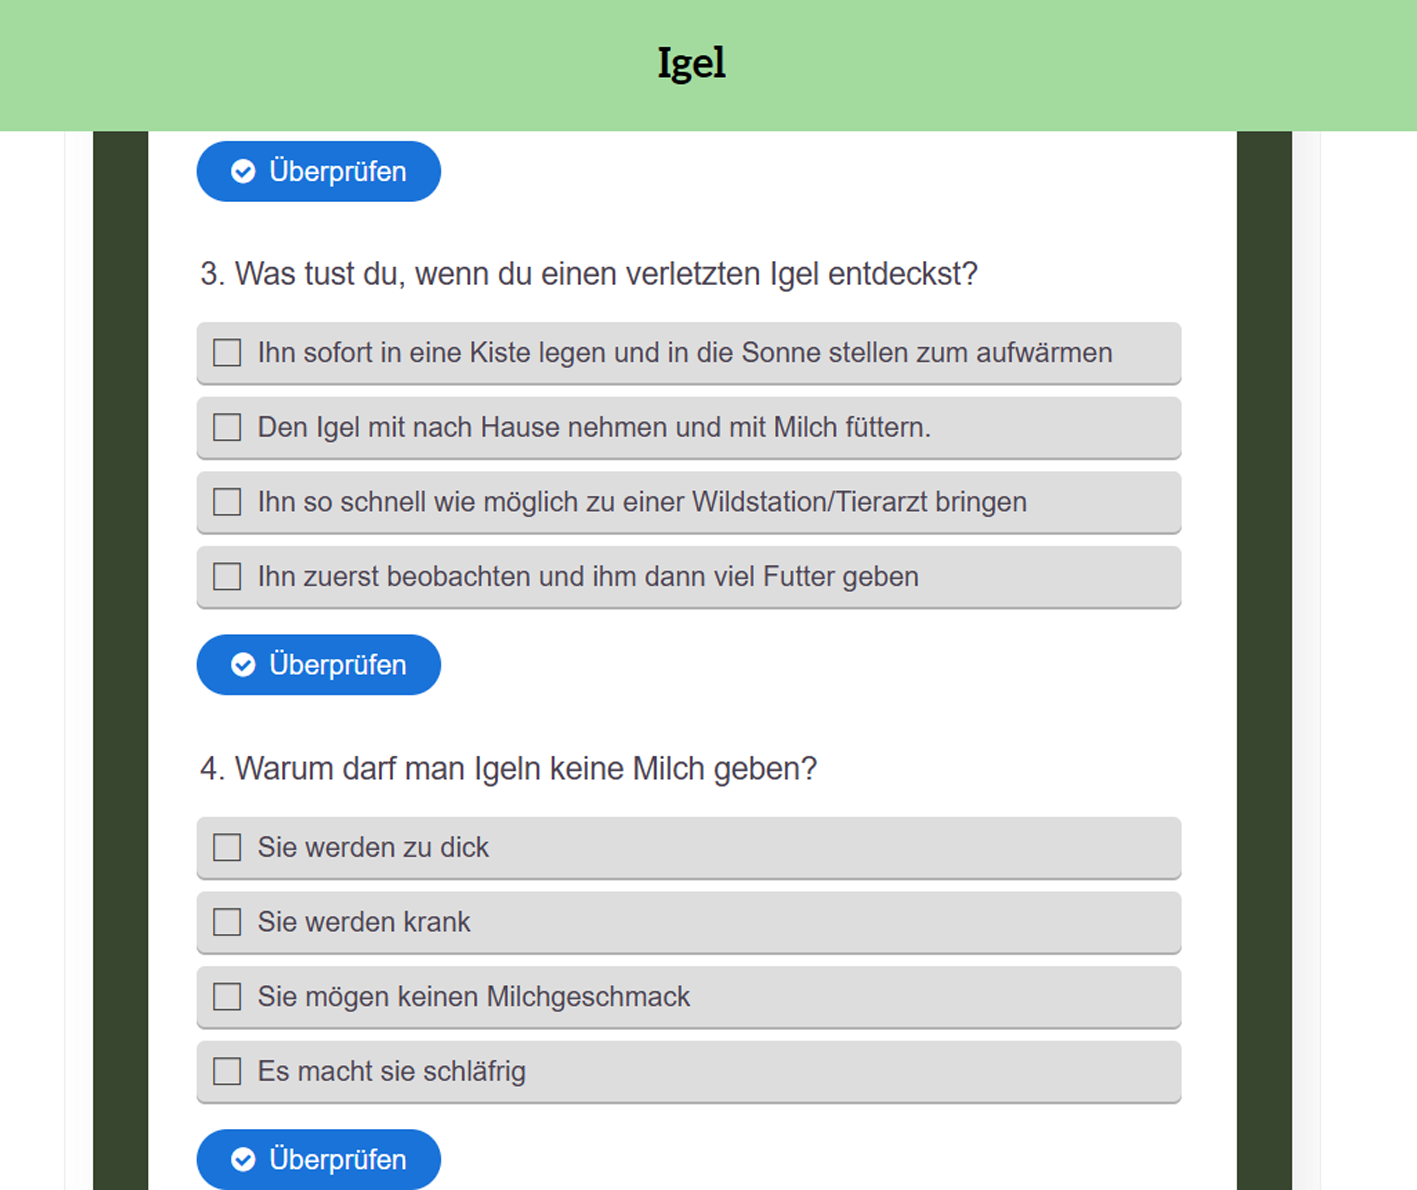 Igel
Überprüfen
3. Was tust du, wenn du einen verletzten Igel entdeckst?
Ihn sofort in eine Kiste legen und in die Sonne stellen zum aufwärmen
Den Igel mit nach Hause nehmen und mit Milch füttern.
Ihn so schnell wie möglich zu einer Wildstation/Tierarzt bringen
Ihn zuerst beobachten und ihm dann viel Futter geben
Überprüfen
4. Warum darf man Igeln keine Milch geben?
Sie werden zu dick
Sie werden krank
Sie mögen keinen Milchgeschmack
Es macht sie schläfrig
Überprüfen